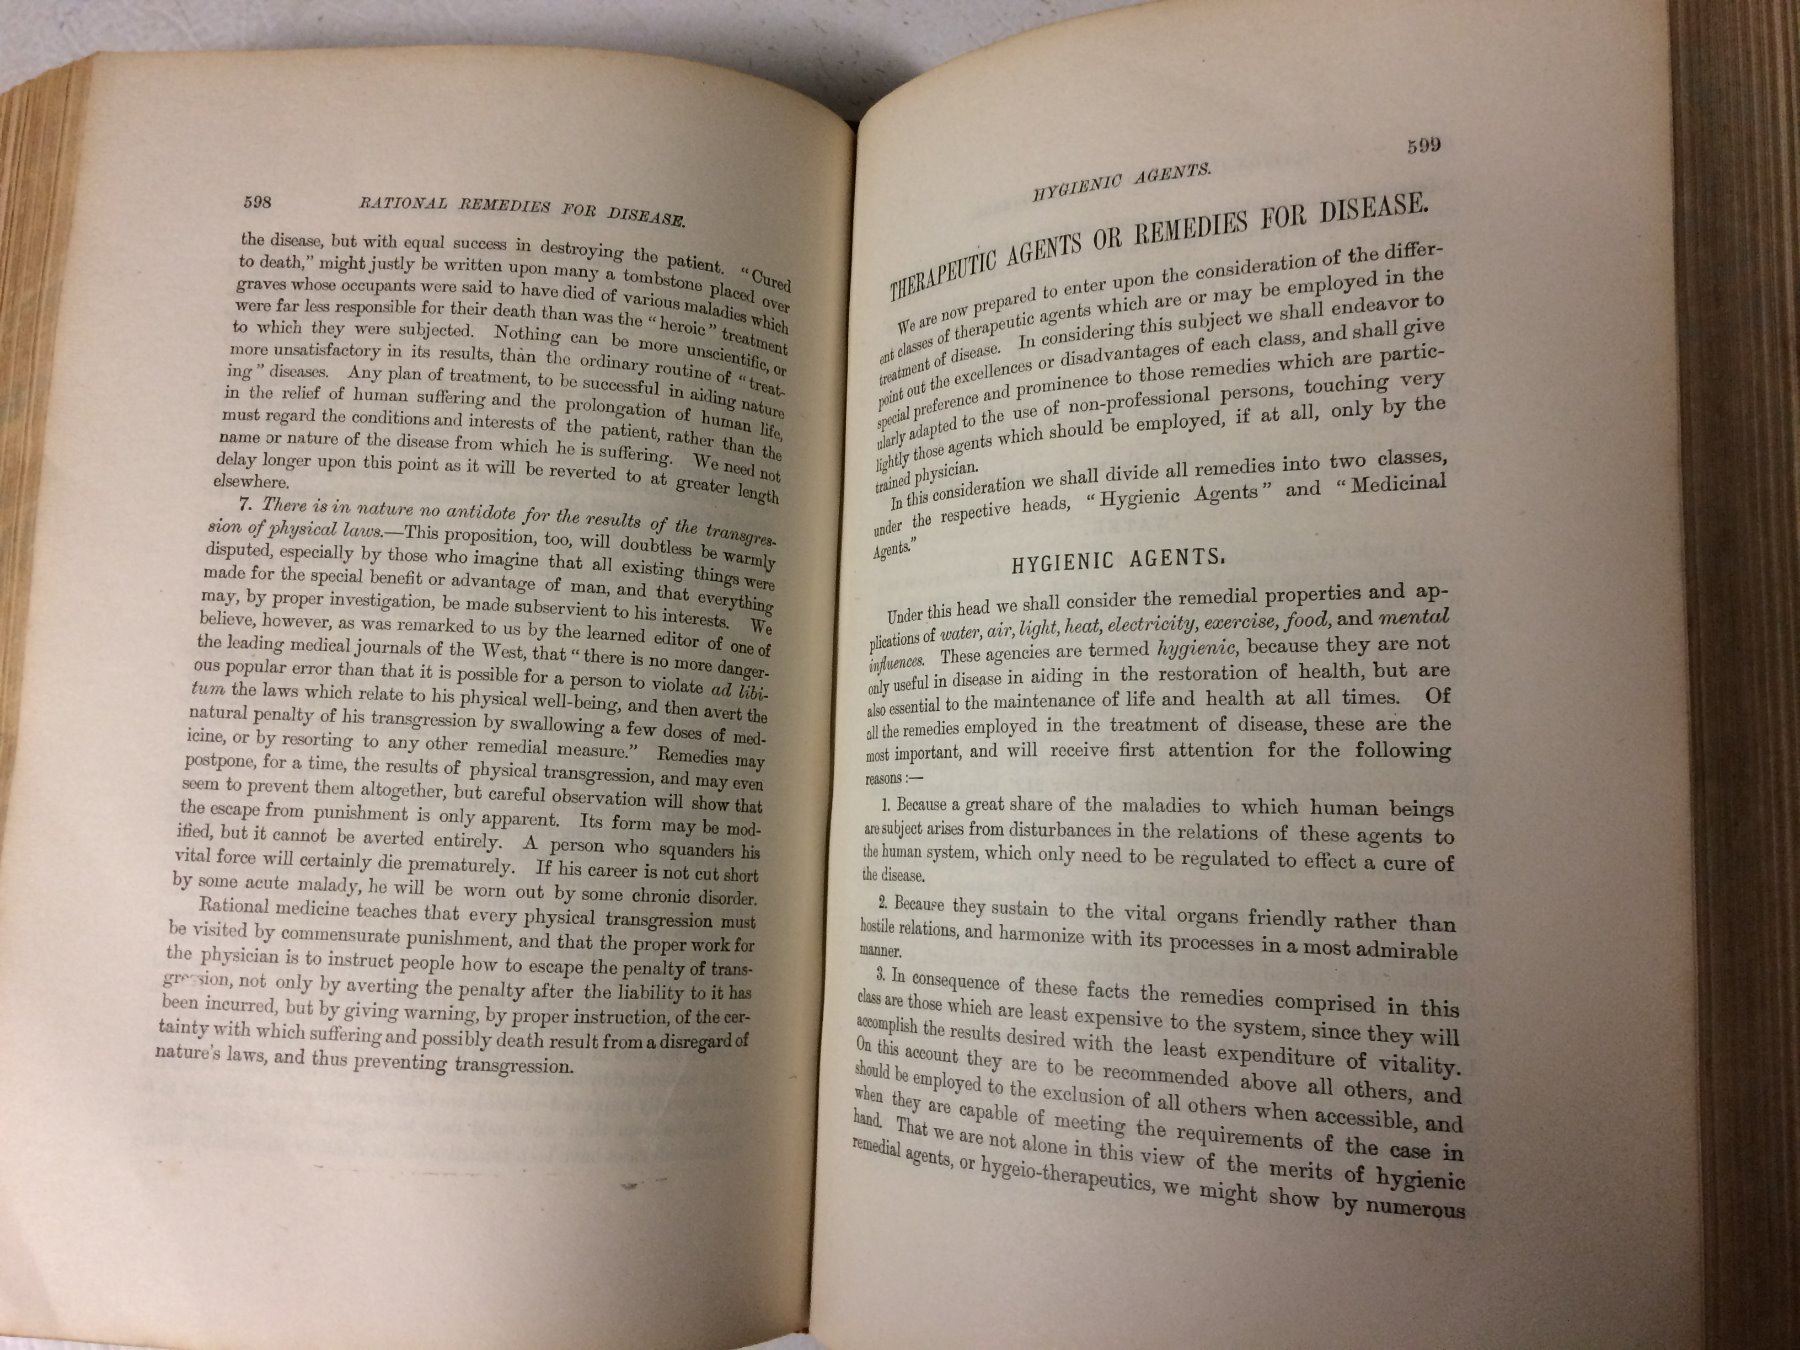 598 RATIONAL REMEDIES FOR DISEASE.
the disease, but with equal success in destroying the patient. "Cured
to death," might justly be written upon many a tombstone placed over
graves whose occupants were said to have died of various maladies which
were far less responsible for their death than was the "heroic" treatment
to which they were subjected. Nothing can be more unscientific, or
more unsatisfactory in its results, than the ordinary routine of "treat-
ing" diseases. Any plan of treatment, to be successful in aiding nature
in the relief of human suffering and the prolongation of human life,
must regard the conditions and interests of the patient, rather than the
name or nature of the disease from which he is suffering. We need not
delay longer upon this point as it will be reverted to at greater length
elsewhere.
7. There is in nature no antidote for the results of the transgres-
sion of physical laws.—This proposition, too, will doubtless be warmly
disputed, especially by those who imagine that all existing things were
made for the special benefit or advantage of man, and that everything
may, by proper investigation, be made subservient to his interests. We
believe, however, as was remarked to us by the learned editor of one of
the leading medical journals of the West, that "there is no more danger-
ous popular error than that it is possible for a person to violate ad libi-
tum the laws which relate to his physical well-being, and then avert the
natural penalty of his transgression by swallowing a few doses of med-
icine, or by resorting to any other remedial measure." Remedies may
postpone, for a time, the results of physical transgression, and may even
seem to prevent them altogether, but careful observation will show that
the escape from punishment is only apparent. Its form may be mod-
ified, but it cannot be averted entirely. A person who squanders his
vital force will certainly die prematurely. If his career is not cut short
by some acute malady, he will be worn out by some chronic disorder.
Rational medicine teaches that every physical transgression must
be visited by commensurate punishment, and that the proper work for
the physician is to instruct people how to escape the penalty of trans-
gression, not only by averting the penalty after the liability to it has
been incurred, but by giving warning, by proper instruction, of the cer-
tainty with which suffering and possibly death result from a disregard of
nature's laws, and thus preventing transgression.
HYGIENIC AGENTS. 599
THERAPEUTIC AGENTS OR REMEDIES FOR DISEASE.
We are now prepared to enter upon the consideration of the differ-
ent classes of therapeutic agents which are or may be employed in the
treatment of disease. In considering this subject we shall endeavor to
point out the excellences or disadvantages of each class, and shall give
special preference and prominence to those remedies which are partic-
ularly adapted to the use of non-professional persons, touching very
lightly those agents which should be employed, if at all, only by the
trained physician.
In this consideration we shall divide all remedies into two classes,
under the respective heads, "Hygienic Agents" and "Medicinal
Agents."
HYGIENIC AGENTS.
Under this head we shall consider the remedial properties and ap-
plications of water, air, light, heat, electricity, exercise, food, and mental
influences. These agencies are termed hygienic, because they are not
only useful in disease in aiding in the restoration of health, but are
also essential to the maintenance of life and health at all times. Of
all the remedies employed in the treatment of disease, these are the
most important, and will receive first attention for the following
reasons:—
1. Because a great share of the maladies to which human beings
are subject arises from disturbances in the relations of these agents to
the human system, which only need to be regulated to effect a cure of
the disease.
2. Because they sustain to the vital organs friendly rather than
hostile relations, and harmonize with its processes in a most admirable
manner.
3. In consequence of these facts the remedies comprised in this
class are those which are least expensive to the system, since they will
accomplish the results desired with the least expenditure of vitality.
On this account they are to be recommended above all others, and
should be employed to the exclusion of all others when accessible, and
when they are capable of meeting the requirements of the case in
hand. That we are not alone in this view of the merits of hygienic
remedial agents, or hygeio-therapeutics, we might show by numerous